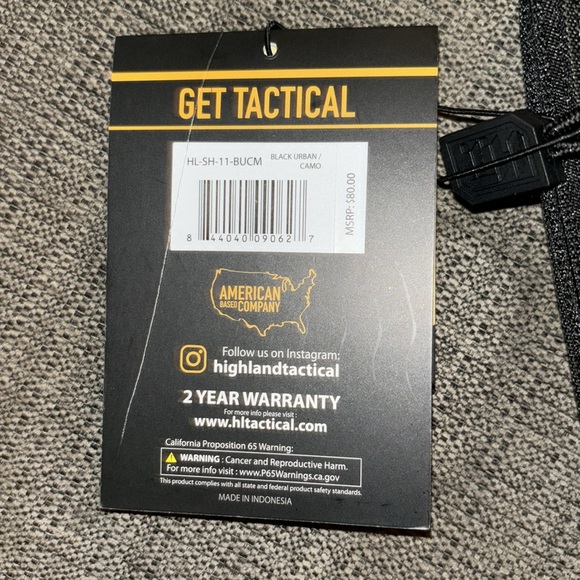 GET TACTICAL
HL-SH-11-BUCM
BLACK URBAN /
CAMO
MSRP: $80.00
8 44040 09062 7
AMERICAN
BASED COMPANY
Follow us on Instagram:
highlandtactical
2 YEAR WARRANTY
For more info please visit :
www.hltactical.com
California Proposition 65 Warning:
WARNING : Cancer and Reproductive Harm.
For more info visit : www.P65Warnings.ca.gov
This product complies with all state and federal product safety standards.
MADE IN INDONESIA